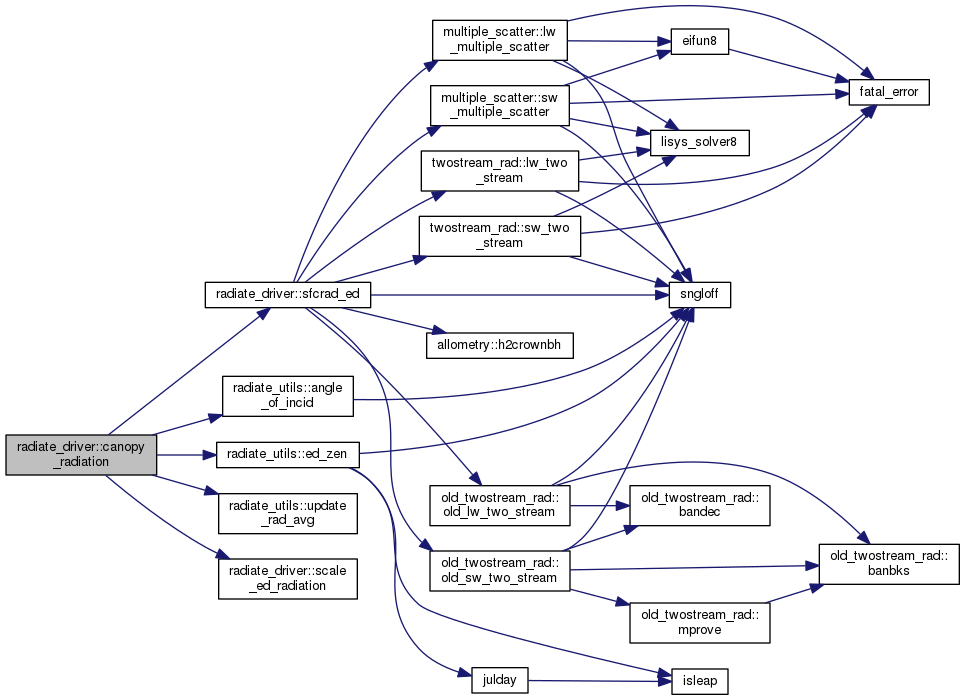 multiple_scatter::lw
_multiple_scatter
eifun8
fatal_error
multiple_scatter::sw
_multiple_scatter
lisys_solver8
twostream_rad::lw_two
_stream
twostream_rad::sw_two
_stream
radiate_driver::sfcrad_ed
sngloff
allometry::h2crownbh
radiate_utils::angle
_of_incid
radiate_driver::canopy
_radiation
radiate_utils::ed_zen
radiate_utils::update
_rad_avg
old_twostream_rad::
old_lw_two_stream
old_twostream_rad::
bandec
radiate_driver::scale
_ed_radiation
old_twostream_rad::
old_sw_two_stream
old_twostream_rad::
banbks
old_twostream_rad::
mprove
julday
isleap